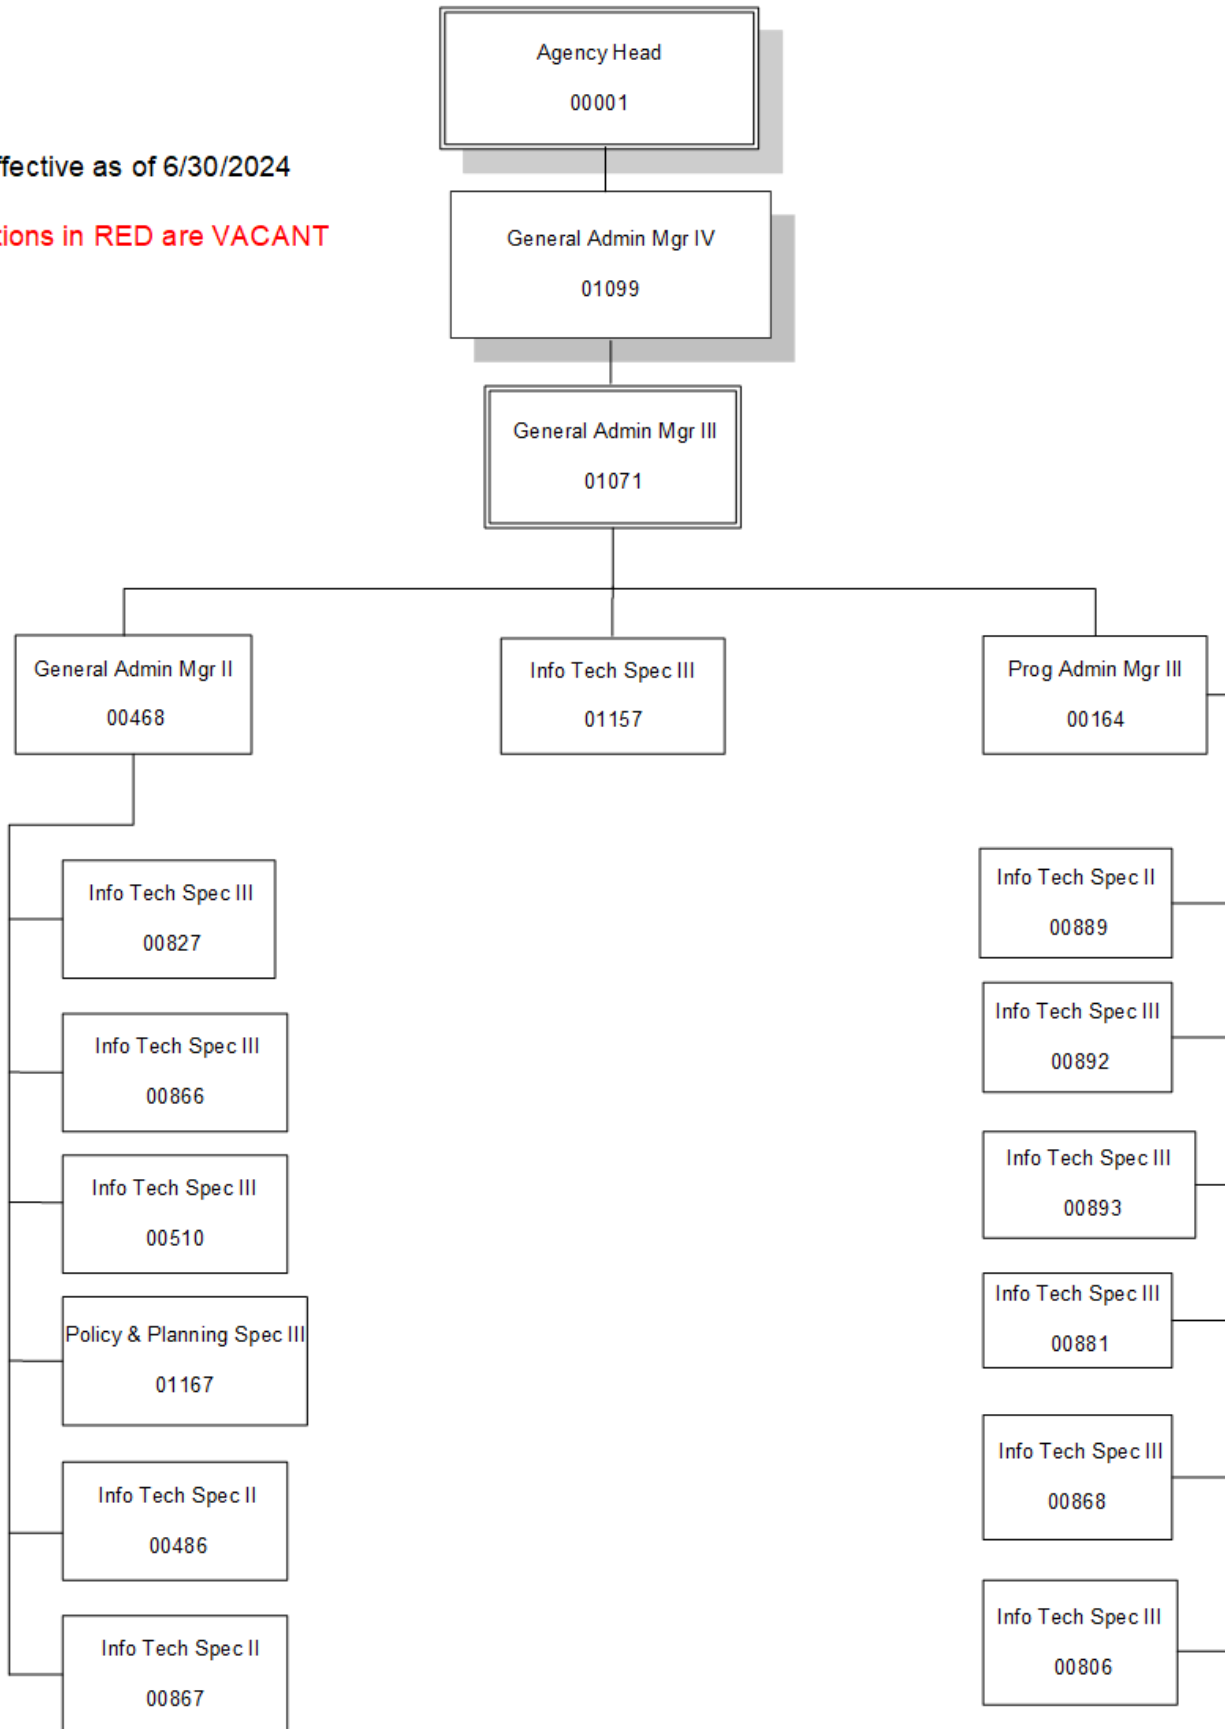 Agency Head
00001
ffective as of 6/30/2024
tions in RED are VACANT
General Admin Mgr IV
01099
General Admin Mgr III
01071
General Admin Mgr II
00468
Info Tech Spec III
01157
Prog Admin Mgr III
00164
Info Tech Spec III
00827
Info Tech Spec III
00866
Info Tech Spec III
00510
Policy & Planning Spec III
01167
Info Tech Spec II
00486
Info Tech Spec II
00867
Info Tech Spec II
00889
Info Tech Spec III
00892
Info Tech Spec III
00893
Info Tech Spec III
00881
Info Tech Spec III
00868
Info Tech Spec III
00806